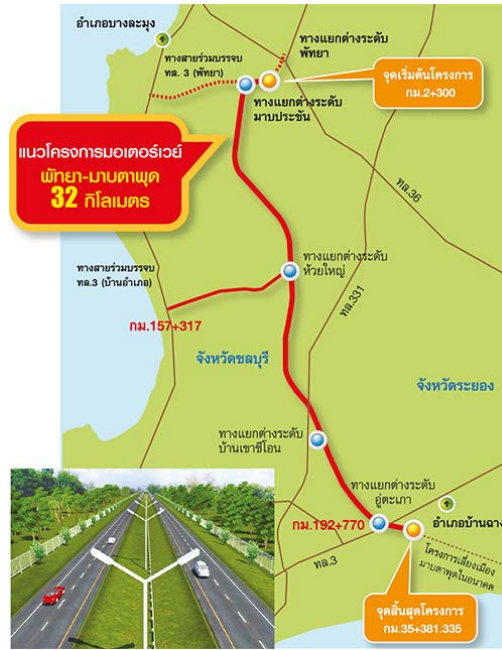 อำเภอบางละมุง
ทางแยกต่างระดับ
พัทยา
ทางสายร่วมบรรจบ
ทล. 3 (พัทยา)
จุดเริ่มต้นโครงการ
กม.2+300
ทางแยกต่างระดับ
มาบประชัน
แนวโครงการมอเตอร์เวย์
พัทยา-มาบตาพุด
32 กิโลเมตร
ทล.36
ทางแยกต่างระดับ
ห้วยใหญ่
ทางสายร่วมบรรจบ
ทล.3 (บ้านอำเภอ)
ทล.331
กม.157+317
จังหวัดชลบุรี
จังหวัดระยอง
ทางแยกต่างระดับ
บ้านเขาชีโอน
ทางแยกต่างระดับ
อู่ตะเภา
กม.192+770
อำเภอบ้านฉาง
ทล.3
โครงการเลี่ยงเมือง
มาบตาพุดในอนาคต
จุดสิ้นสุดโครงการ
กม.35+381.335